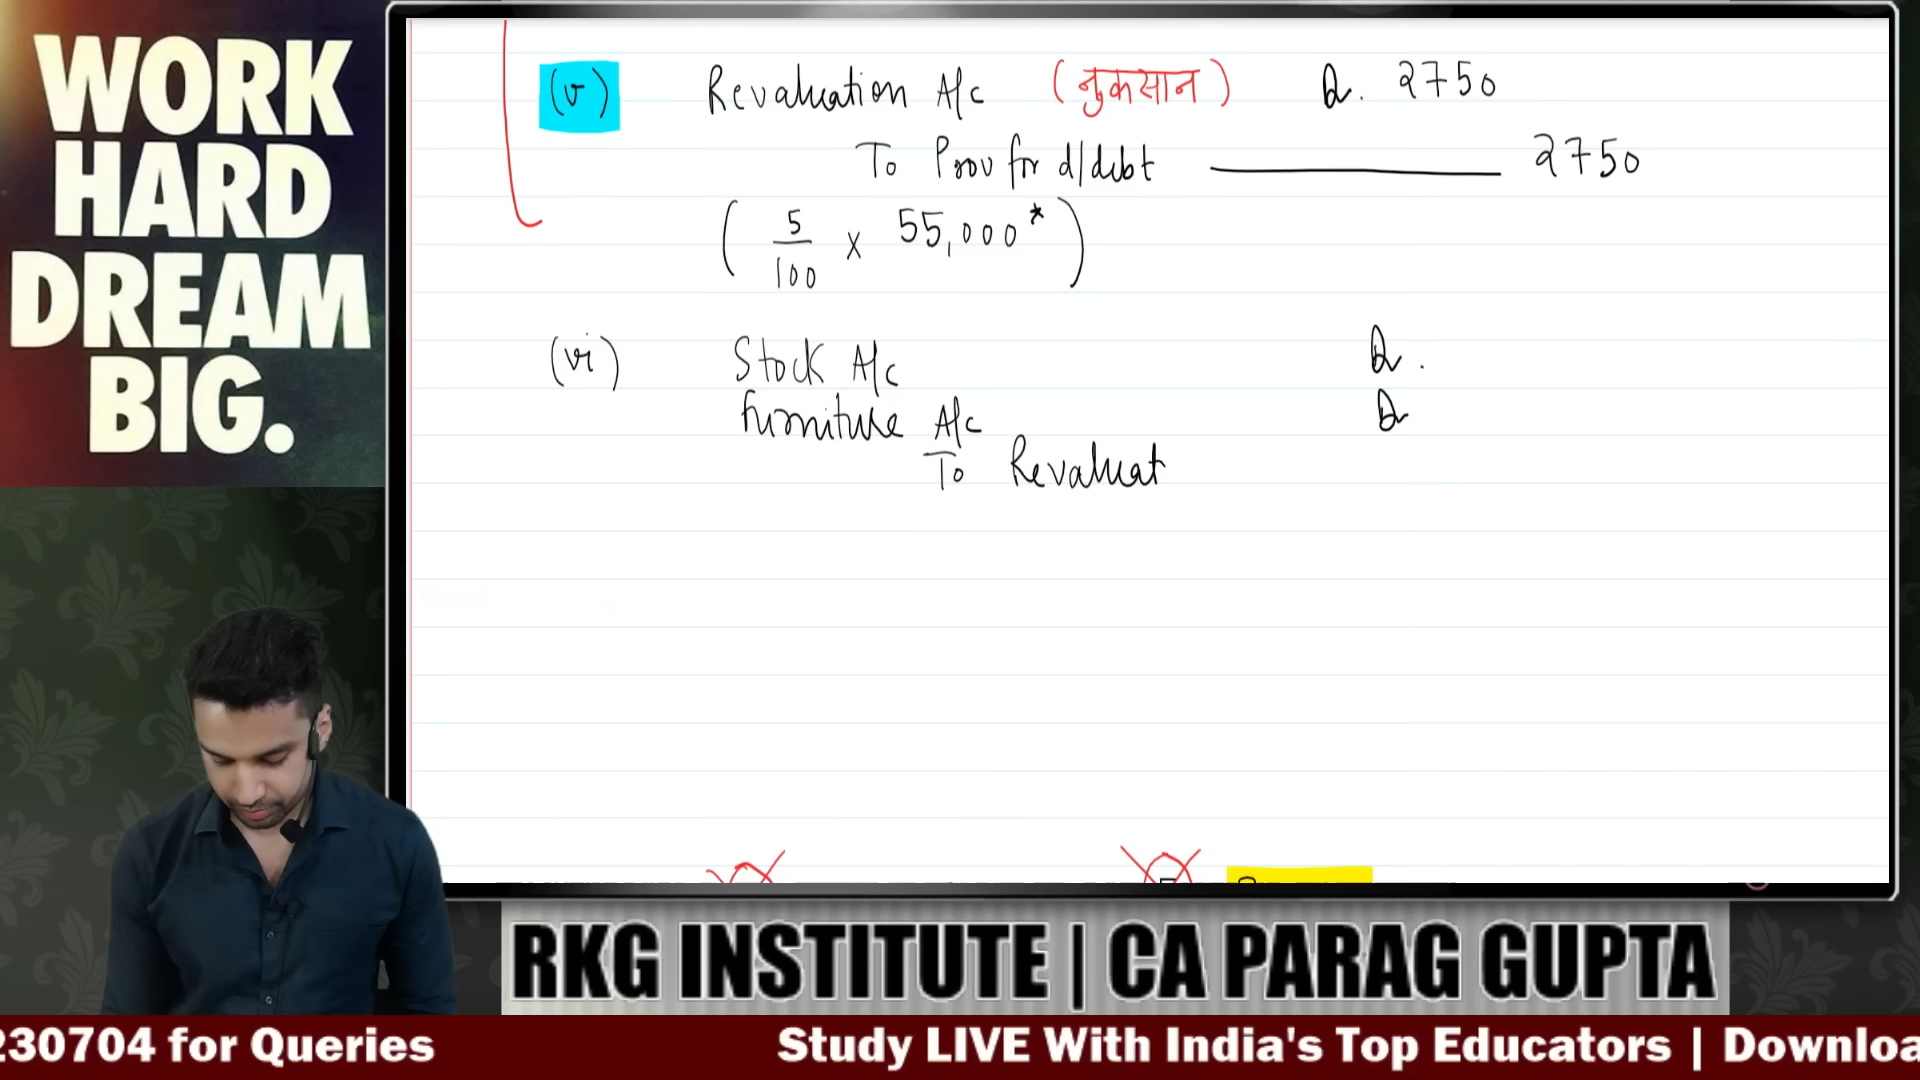 WORK
HARD
DREAM
BIG.
(v) Revaluation A/c (नुकसान) Dr. 2750
To Prov for d/debt 2750
( 5/100 x 55,000* )
(vi) Stock A/c Dr.
Furniture A/c Dr
To Revaluat
RKG INSTITUTE | CA PARAG GUPTA
230704 for Queries Study LIVE With India's Top Educators | Downloa